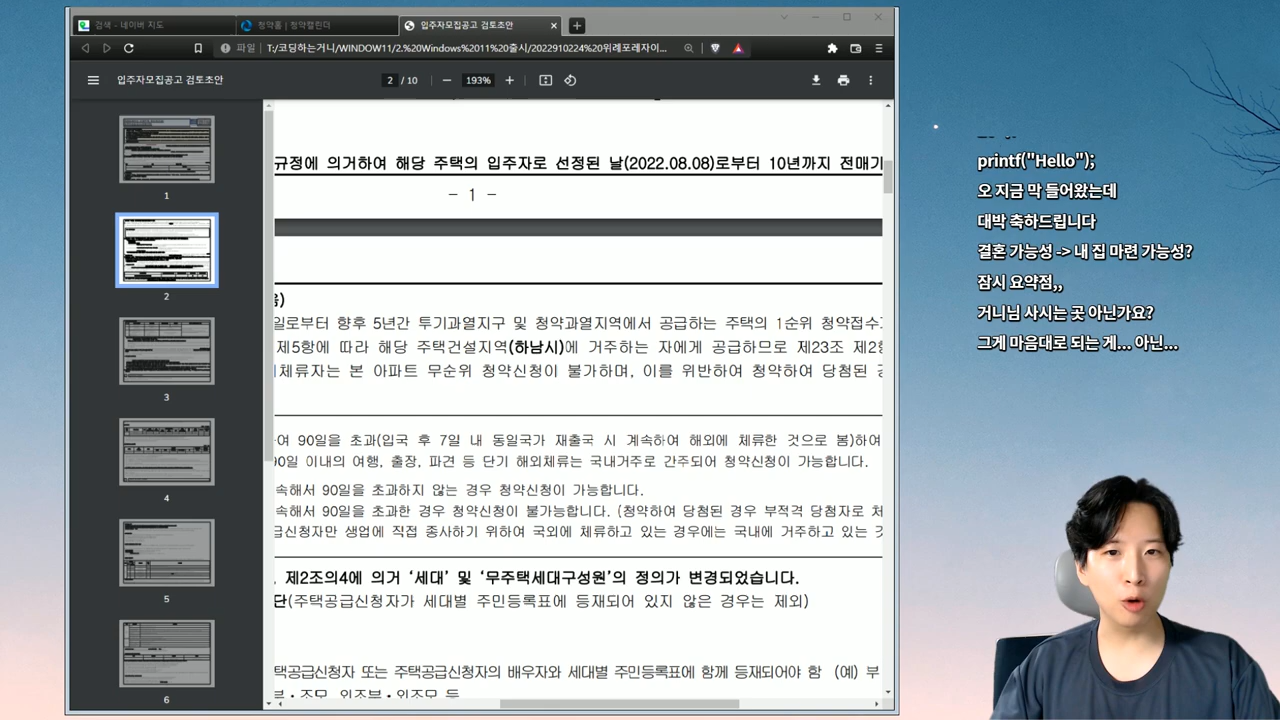 검색 - 네이버 지도
청약홈 | 청약캘린더
입주자모집공고 검토초안
파일 T:/코딩하는거니/WINDOW11/2.%20Windows%2011%20출시/2022910224%20위례포레자이...
입주자모집공고 검토초안
2 / 10
193%
규정에 의거하여 해당 주택의 입주자로 선정된 날(2022.08.08)로부터 10년까지 전매
- 1 -
일로부터 향후 5년간 투기과열지구 및 청약과열지역에서 공급하는 주택의 1순위 청약접수
제5항에 따라 해당 주택건설지역(하남시)에 거주하는 자에게 공급하므로 제23조 제2
체류자는 본 아파트 무순위 청약신청이 불가하며, 이를 위반하여 청약하여 당첨된
여 90일을 초과(입국 후 7일 내 동일국가 재출국 시 계속하여 해외에 체류한 것으로 봄)하여
90일 이내의 여행, 출장, 파견 등 단기 해외체류는 국내거주로 간주되어 청약신청이 가능합니다.
속해서 90일을 초과하지 않는 경우 청약신청이 가능합니다.
속해서 90일을 초과한 경우 청약신청이 불가능합니다. (청약하여 당첨된 경우 부적격 당첨자로 처
급신청자만 생업에 직접 종사하기 위하여 국외에 체류하고 있는 경우에는 국내에 거주하고 있는
. 제2조의4에 의거 ‘세대’ 및 ‘무주택세대구성원’의 정의가 변경되었습니다.
단(주택공급신청자가 세대별 주민등록표에 등재되어 있지 않은 경우는 제외)
택공급신청자 또는 주택공급신청자의 배우자와 세대별 주민등록표에 함께 등재되어야 함 (예) 부
1
2
3
4
5
6
printf("Hello");
오 지금 막 들어왔는데
대박 축하드립니다
결혼 가능성 -> 내 집 마련 가능성?
잠시 요약점,,
거니님 사시는 곳 아닌가요?
그게 마음대로 되는 게... 아닌...